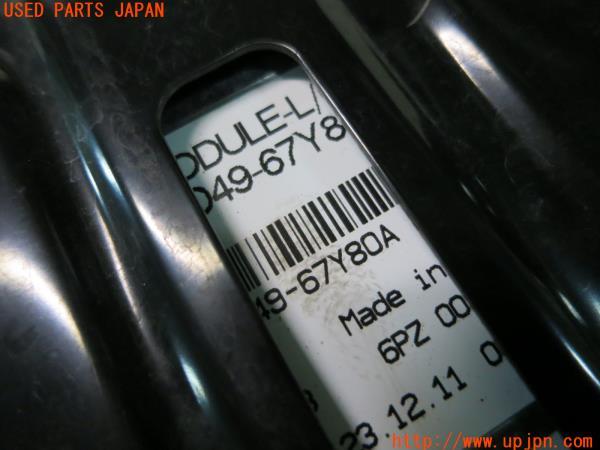 USED PARTS JAPAN
ODULE-L/
049-67Y8
49-67Y80A
Made in
6PZ 00
23.12.11 0
http://www.upjpn.com